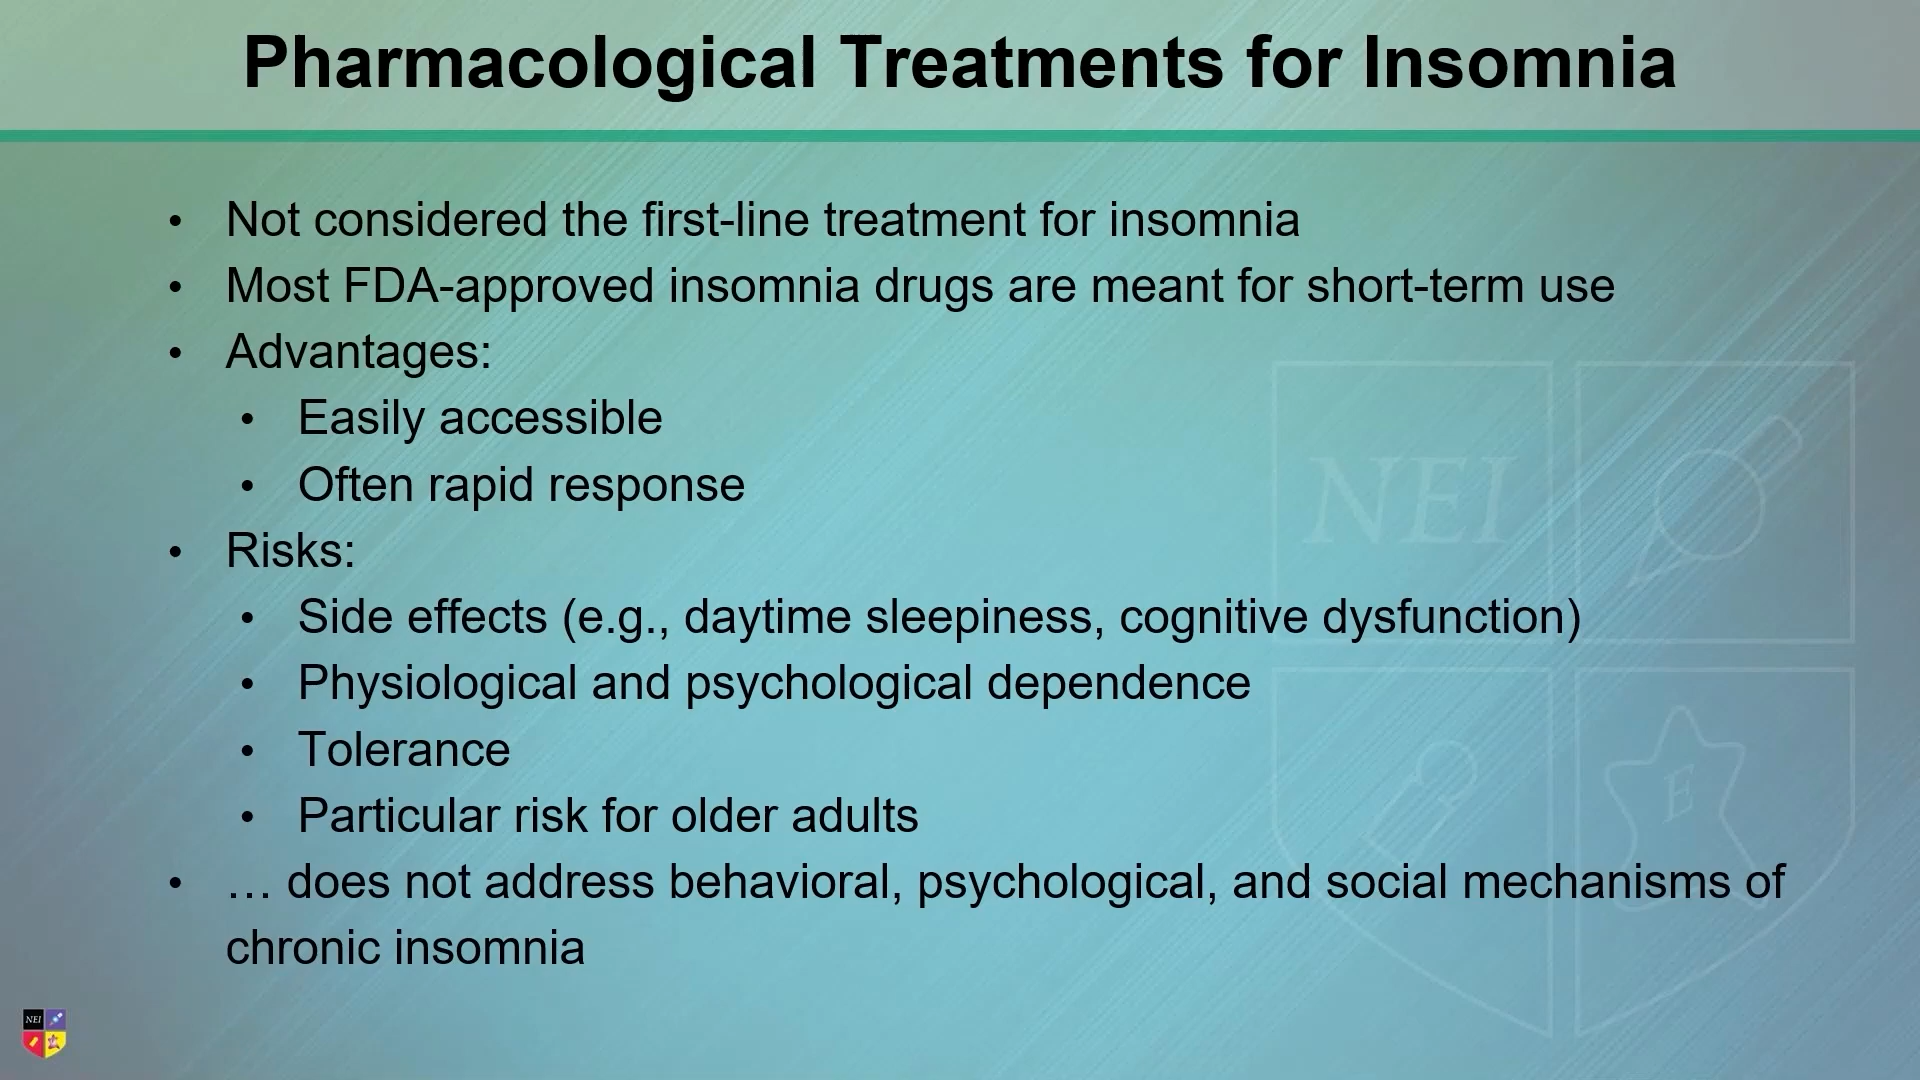 Pharmacological Treatments for Insomnia
• Not considered the first-line treatment for insomnia
• Most FDA-approved insomnia drugs are meant for short-term use
• Advantages:
• Easily accessible
• Often rapid response
• Risks:
• Side effects (e.g., daytime sleepiness, cognitive dysfunction)
• Physiological and psychological dependence
• Tolerance
• Particular risk for older adults
• … does not address behavioral, psychological, and social mechanisms of
chronic insomnia
NEI
E
NEI